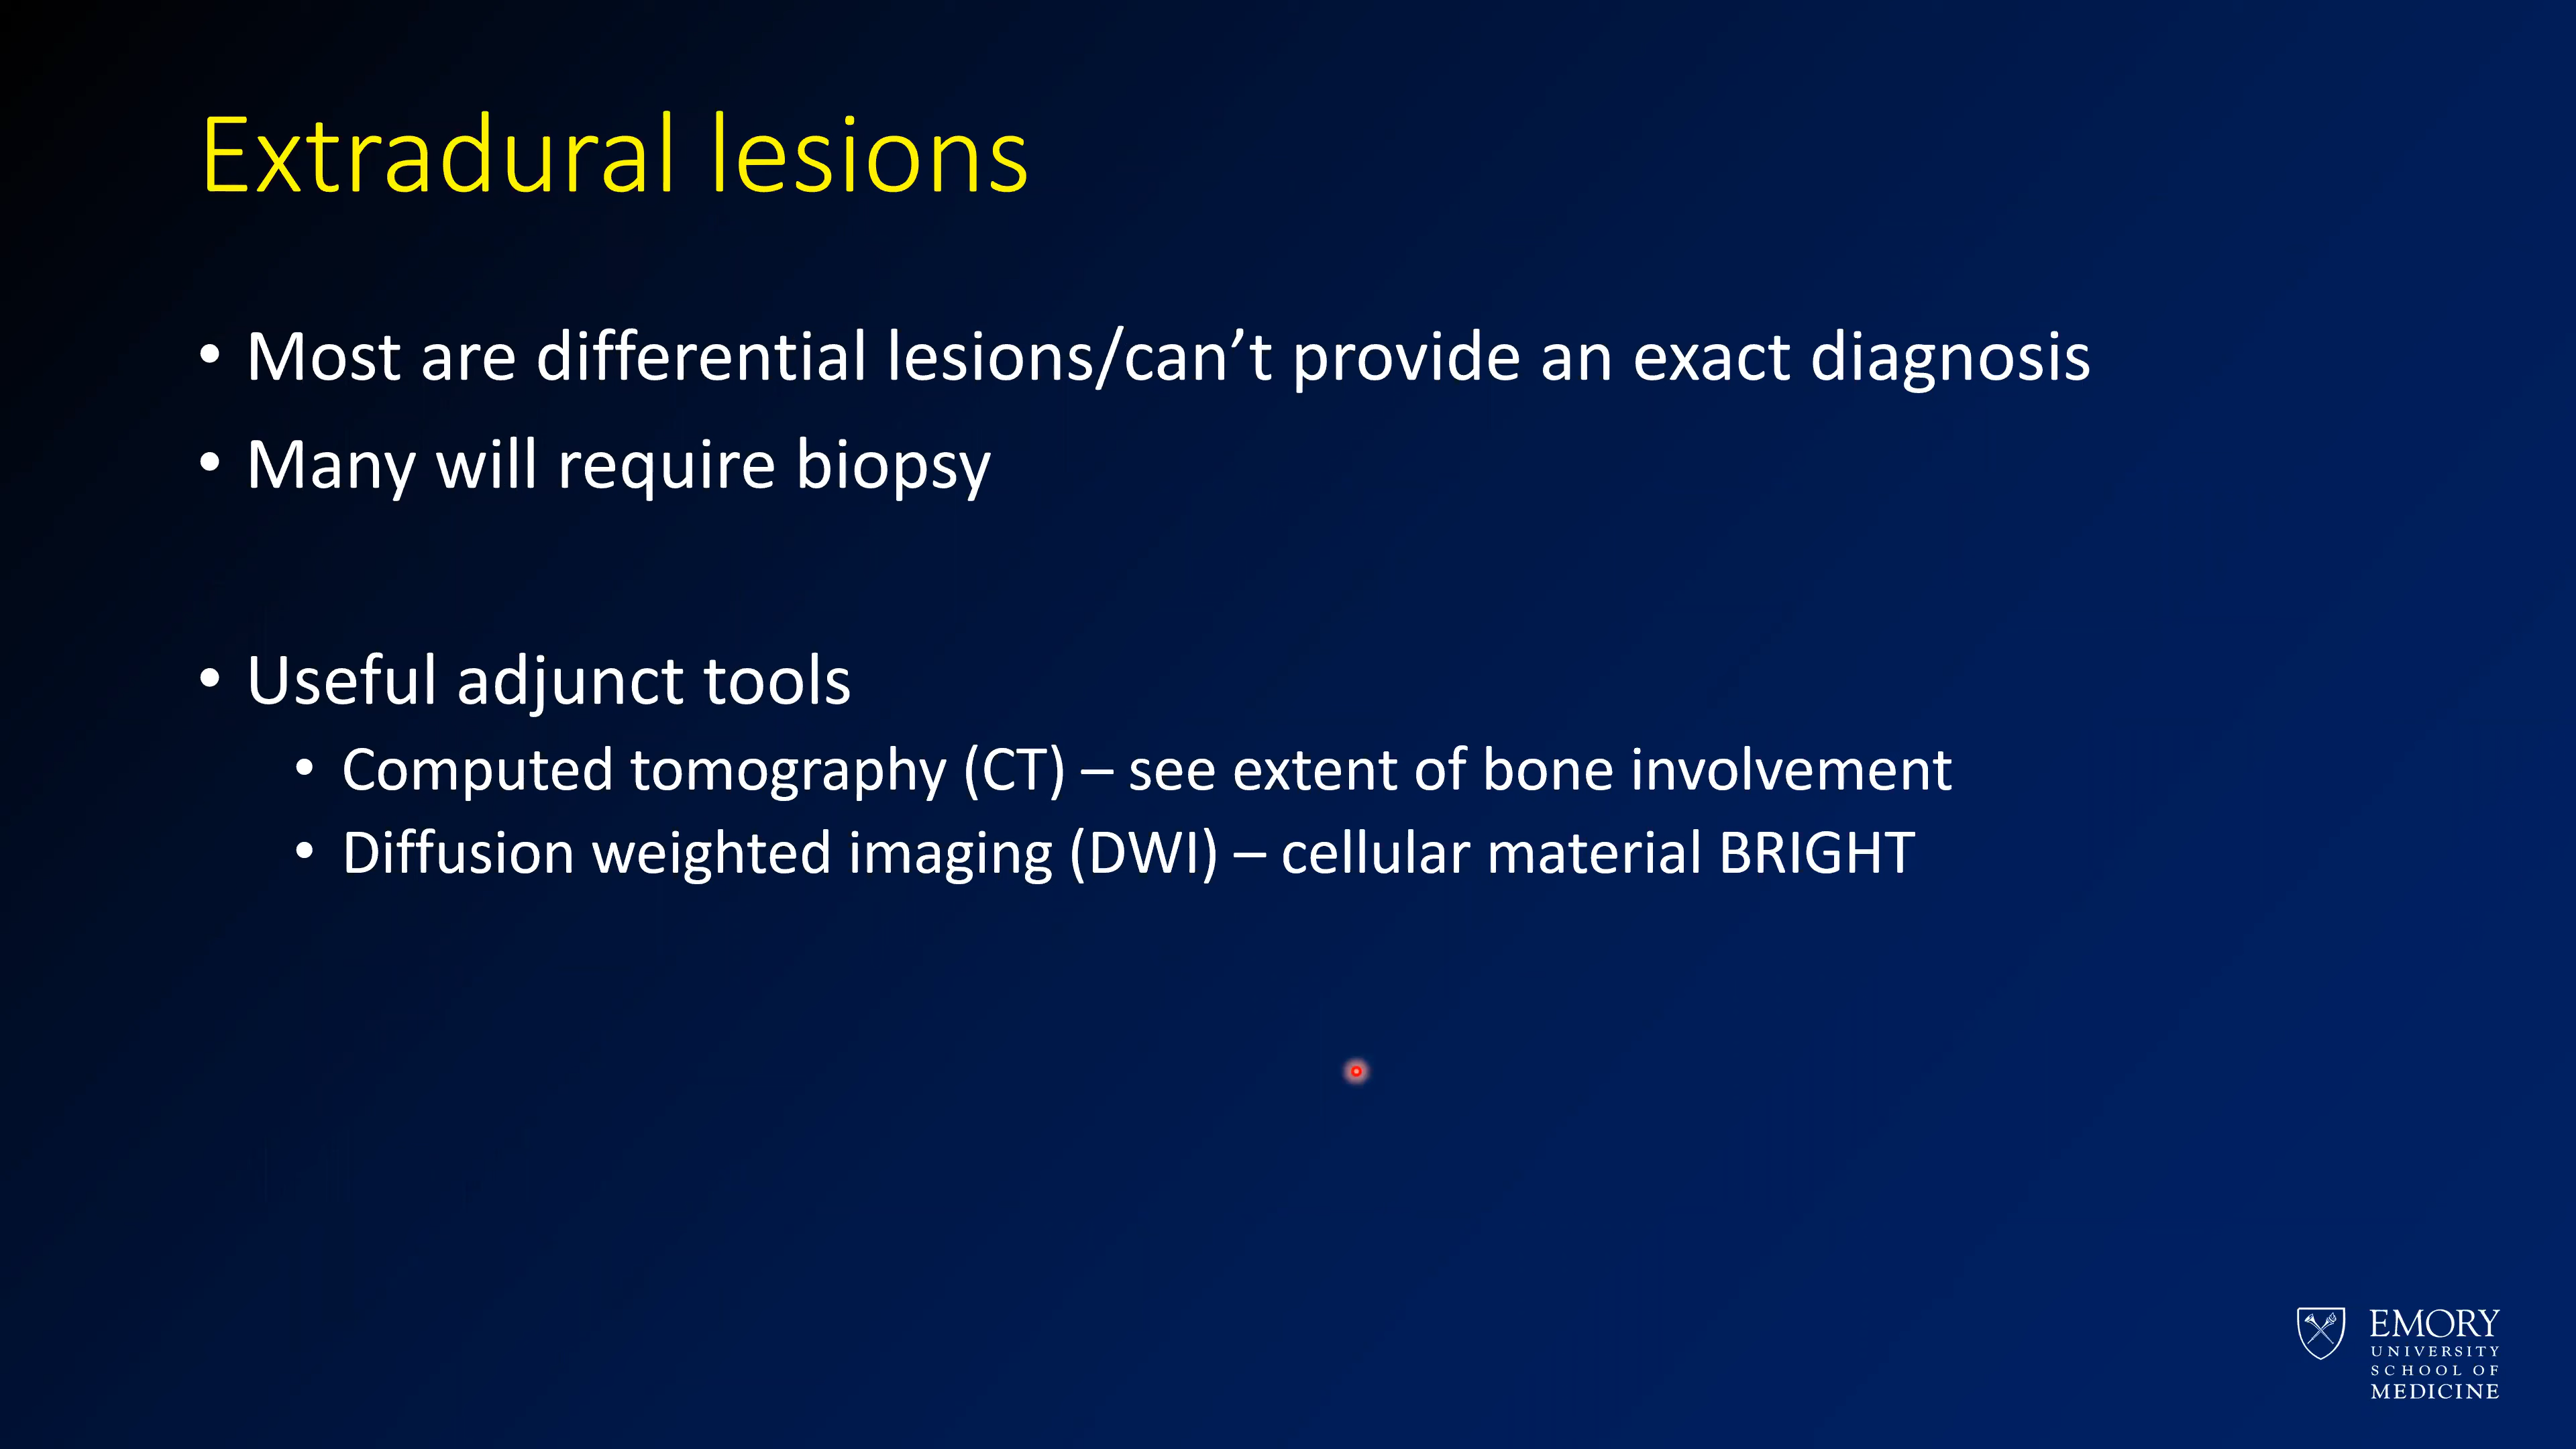 Extradural lesions
• Most are differential lesions/can’t provide an exact diagnosis
• Many will require biopsy
• Useful adjunct tools
• Computed tomography (CT) – see extent of bone involvement
• Diffusion weighted imaging (DWI) – cellular material BRIGHT
EMORY
UNIVERSITY
SCHOOL OF
MEDICINE